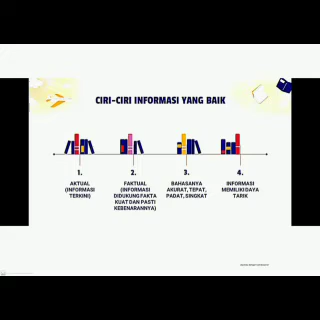 CIRI-CIRI INFORMASI YANG BAIK
1.
AKTUAL
(INFORMASI
TERKINI)
2.
FAKTUAL
(INFORMASI
DIDUKUNG FAKTA
KUAT DAN PASTI
KEBENARANNYA)
3.
BAHASANYA
AKURAT, TEPAT,
PADAT, SINGKAT
4.
INFORMASI
MEMILIKI DAYA
TARIK